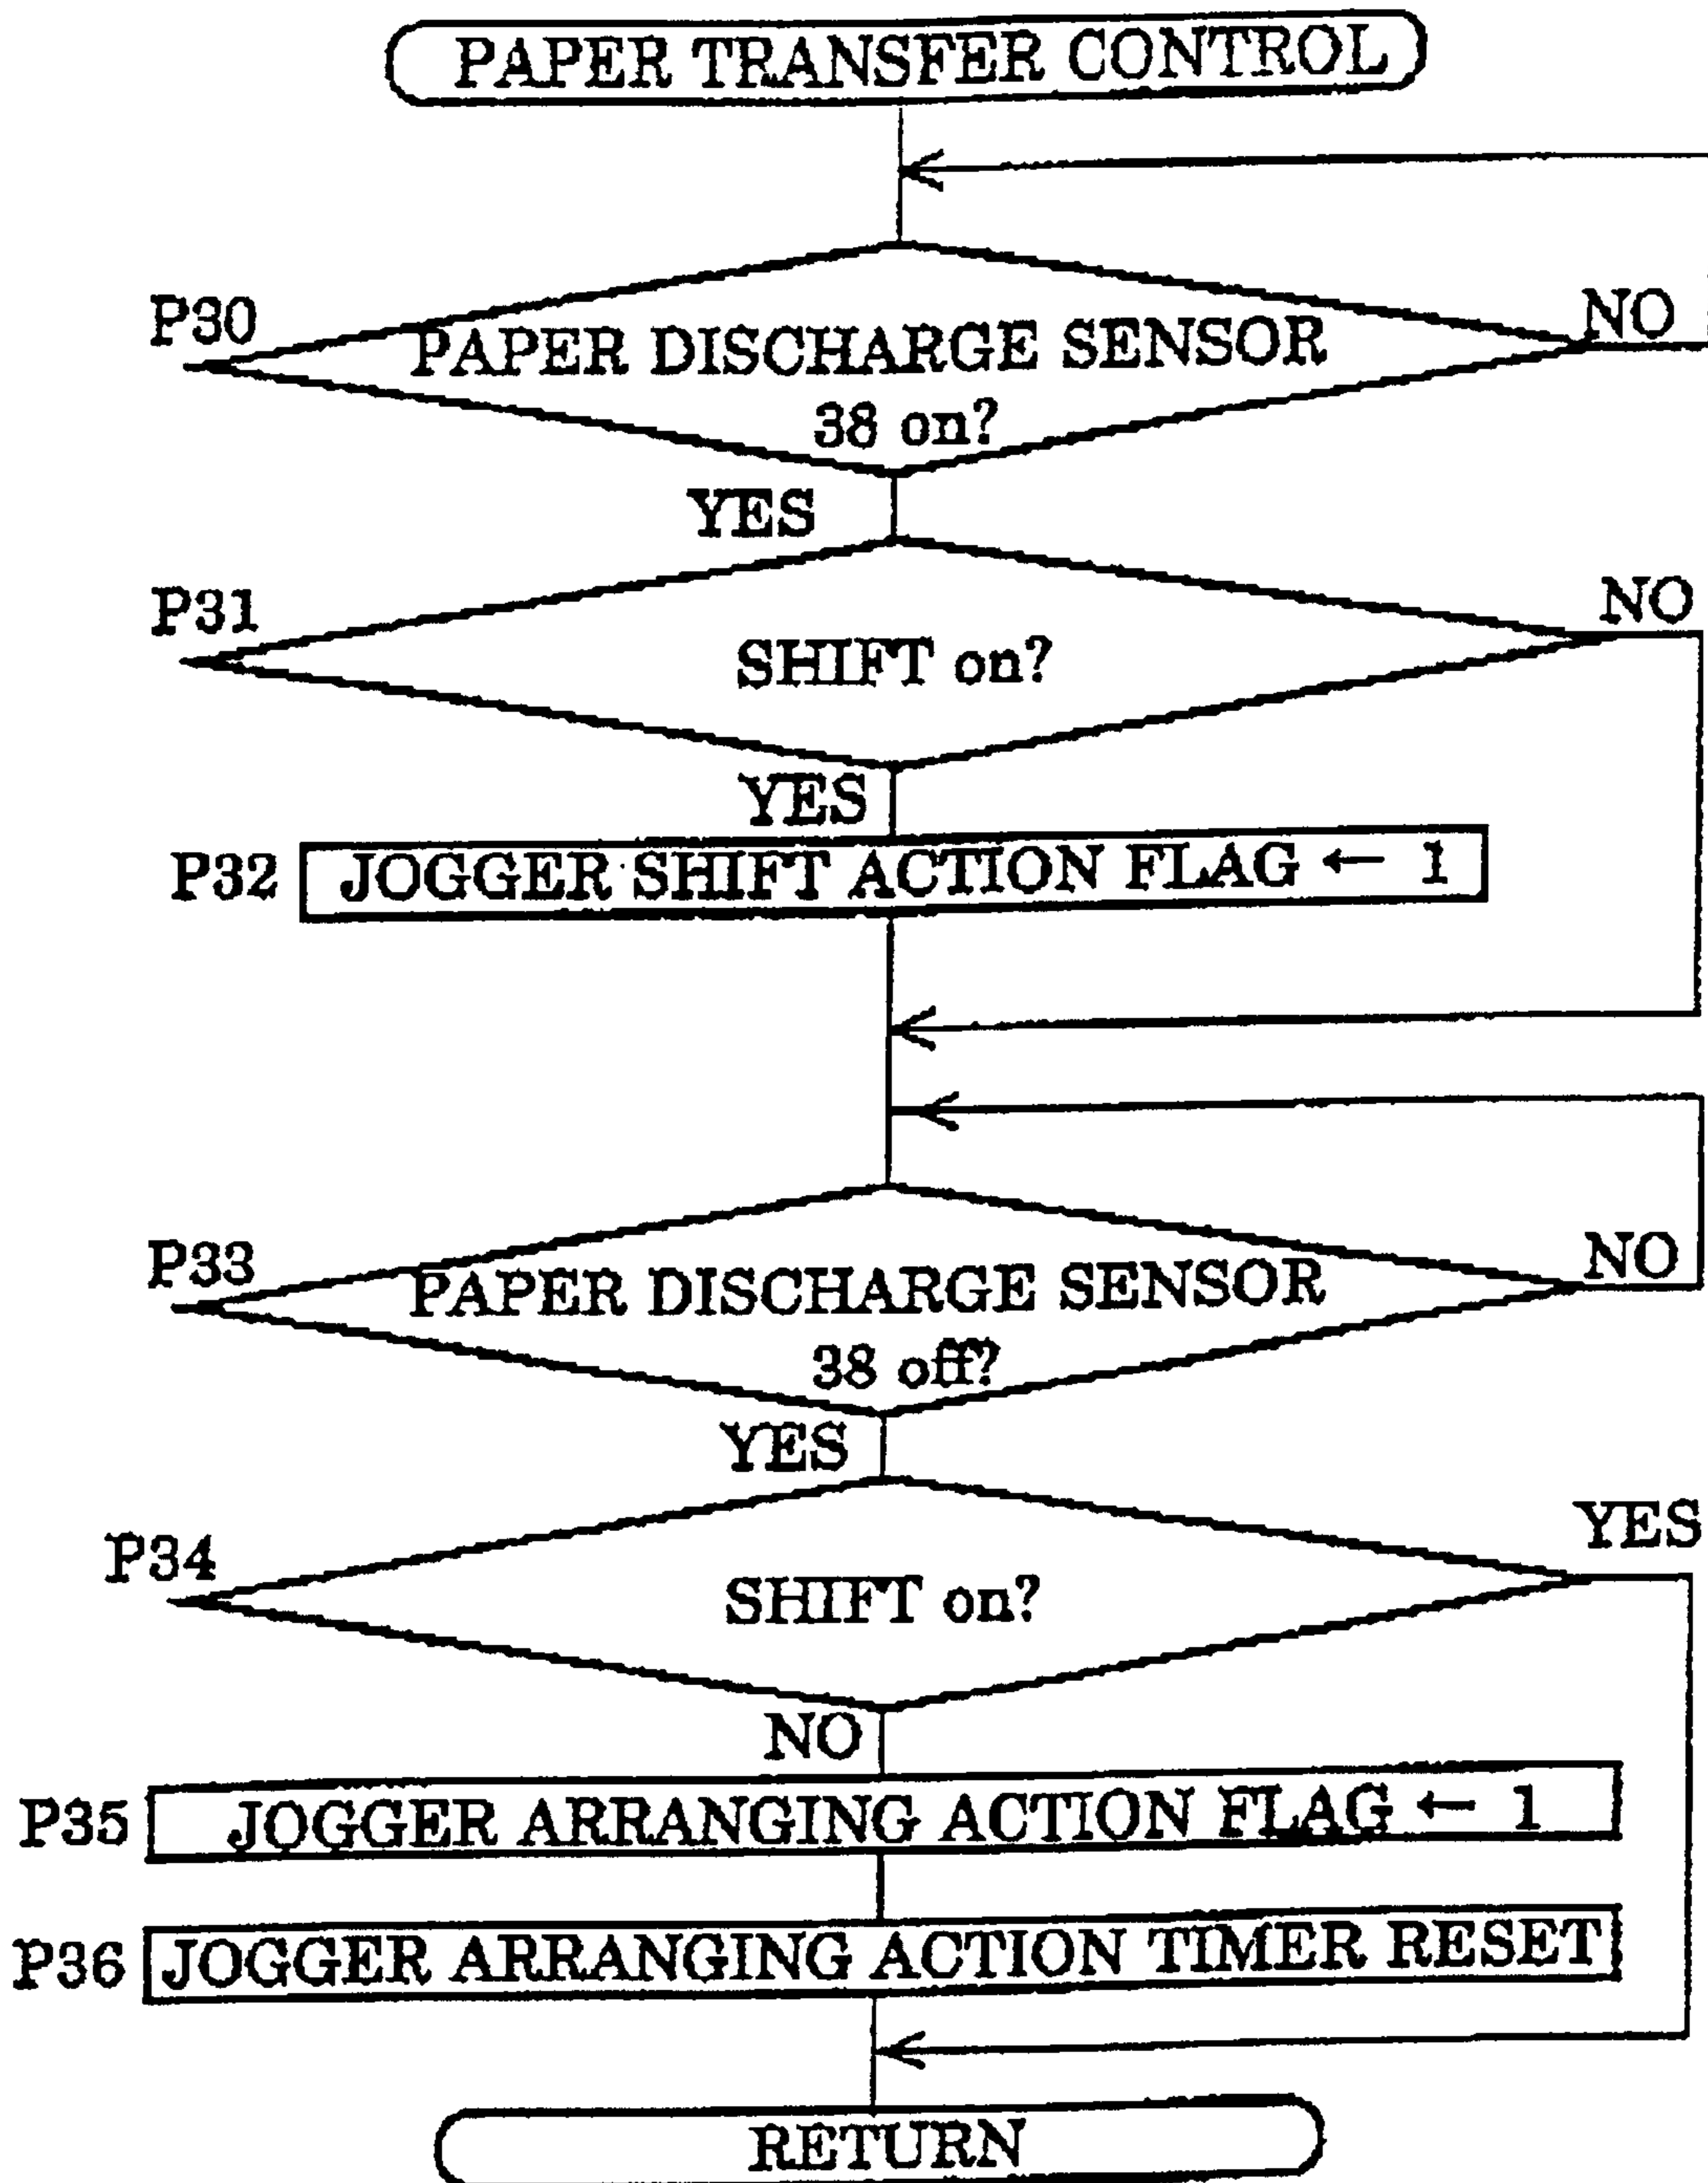 PAPER TRANSFER CONTROL
P30
NO
PAPER DISCHARGE SENSOR
38 on?
YES
P31
NO
SHIFT on?
YES
P32
JOGGER SHIFT ACTION FLAG ← 1
P33
NO
PAPER DISCHARGE SENSOR
38 off?
YES
P34
YES
SHIFT on?
NO
P35
JOGGER ARRANGING ACTION FLAG ← 1
P36
JOGGER ARRANGING ACTION TIMER RESET
RETURN